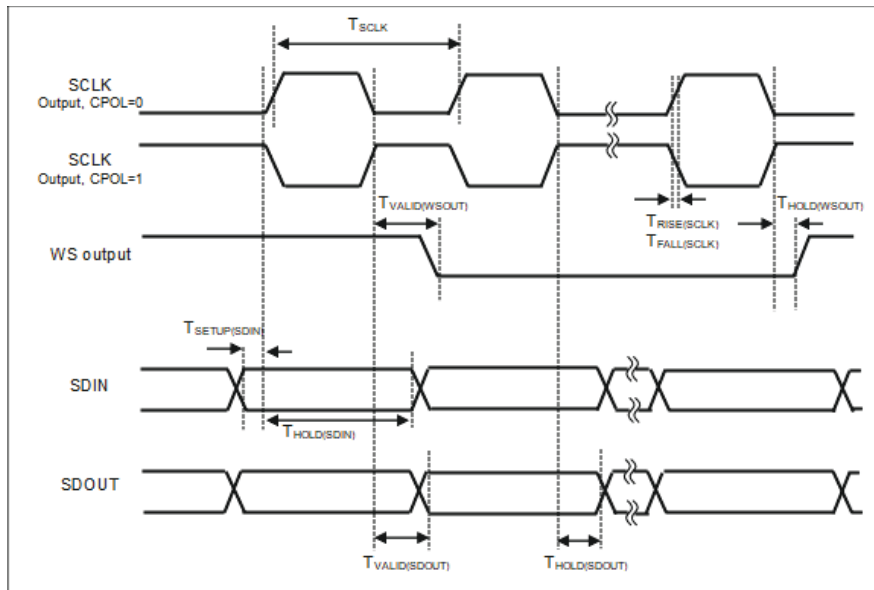 TSCLK
SCLK
Output, CPOL=0
SCLK
Output, CPOL=1
TVALID(WSOUT)
THOLD(WSOUT)
TRISE(SCLK)
TFALL(SCLK)
WS output
TSETUP(SDIN)
SDIN
THOLD(SDIN)
SDOUT
TVALID(SDOUT)
THOLD(SDOUT)